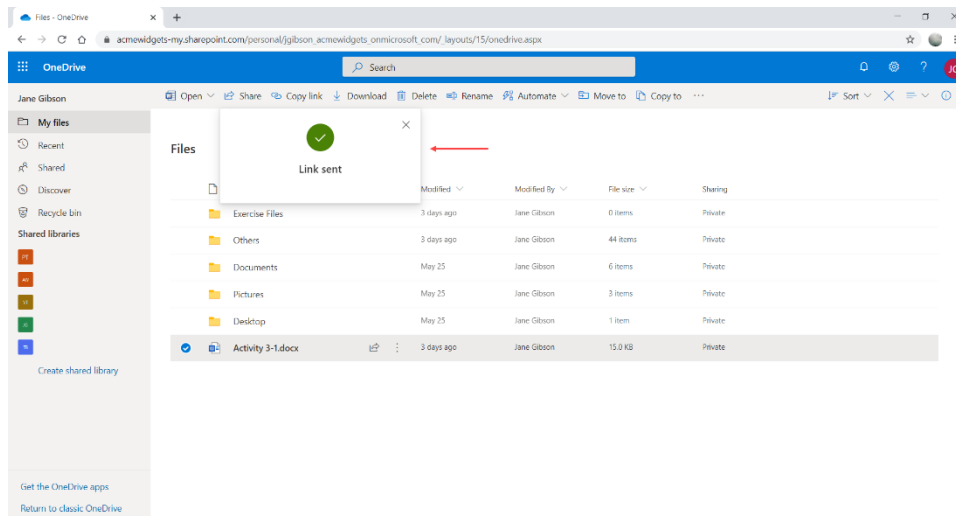 Files - OneDrive
acmewidgets-my.sharepoint.com/personal/jgibson_acmewidgets_onmicrosoft_com/_layouts/15/onedrive.aspx
OneDrive Search
Jane Gibson Open Share Copy link Download Delete Rename Automate Move to Copy to Sort
My files
Recent
Shared
Discover
Recycle bin
Shared libraries
Create shared library
Get the OneDrive apps
Return to classic OneDrive
Files
Link sent
Modified Modified By File size Sharing
Exercise Files 3 days ago Jane Gibson 0 items Private
Others 3 days ago Jane Gibson 44 items Private
Documents May 25 Jane Gibson 6 items Private
Pictures May 25 Jane Gibson 3 items Private
Desktop May 25 Jane Gibson 1 item Private
Activity 3-1.docx 3 days ago Jane Gibson 15.0 KB Private